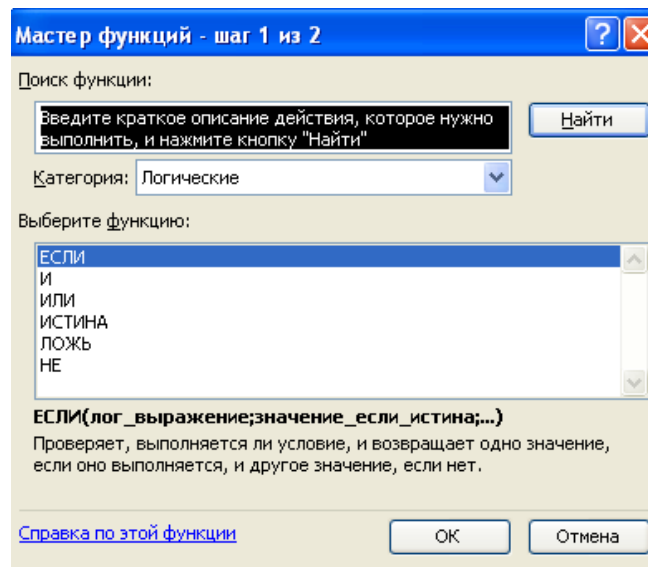 Мастер функций - шаг 1 из 2
Поиск функции:
Введите краткое описание действия, которое нужно
выполнить, и нажмите кнопку "Найти"
Найти
Категория: Логические
Выберите функцию:
ЕСЛИ
И
ИЛИ
ИСТИНА
ЛОЖЬ
НЕ
ЕСЛИ(лог_выражение;значение_если_истина;...)
Проверяет, выполняется ли условие, и возвращает одно значение,
если оно выполняется, и другое значение, если нет.
Справка по этой функции
ОК
Отмена